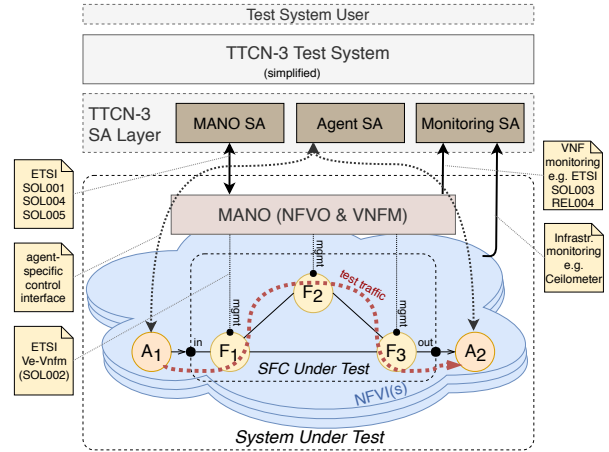 Test System User
TTCN-3 Test System
(simplified)
TTCN-3
SA Layer
MANO SA
Agent SA
Monitoring SA
ETSI
SOL001
SOL004
SOL005
VNF
monitoring
e.g. ETSI
SOL003
REL004
MANO (NFVO & VNFM)
agent-
specific
control
interface
Infrastr.
monitoring
e.g.
Ceilometer
mgmt
mgmt
mgmt
test traffic
F2
ETSI
Ve-Vnfm
(SOL002)
A1
in
F1
F3
out
A2
SFC Under Test
NFVI(s)
System Under Test